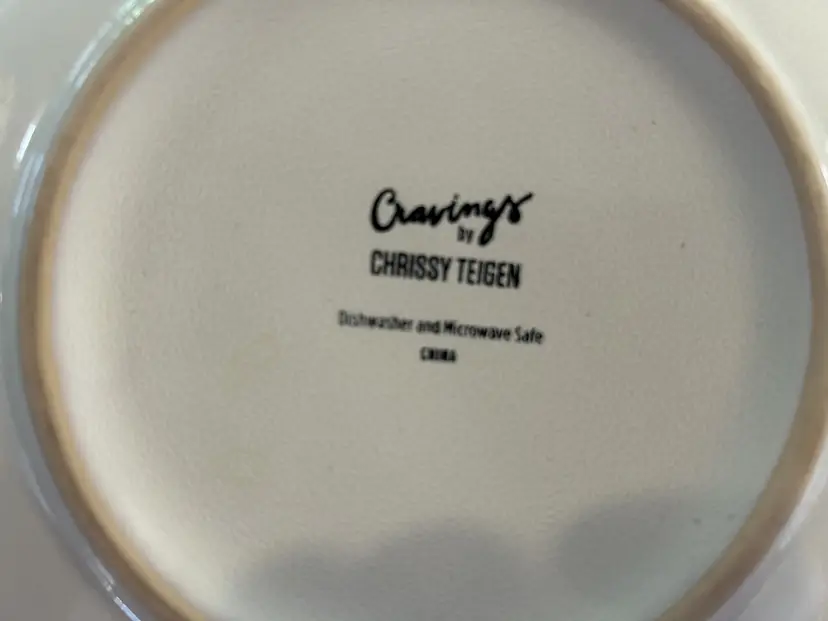 Cravings
by
CHRISSY TEIGEN
Dishwasher and Microwave Safe
CHINA